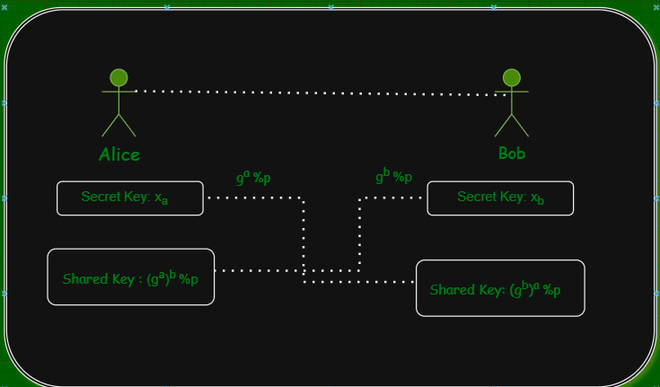 Alice
Bob
g^a %p
g^b %p
Secret Key: x_a
Secret Key: x_b
Shared Key : (g^a)^b %p
Shared Key: (g^b)^a %p